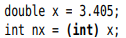 double x = 3.405;
int nx = (int) x;